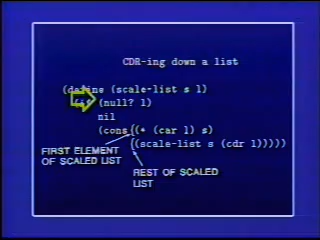 CDR-ing down a list
(define (scale-list s l)
(if (null? l)
nil
(cons (* (car l) s)
(scale-list s (cdr l)))))
FIRST ELEMENT
OF SCALED LIST
REST OF SCALED
LIST